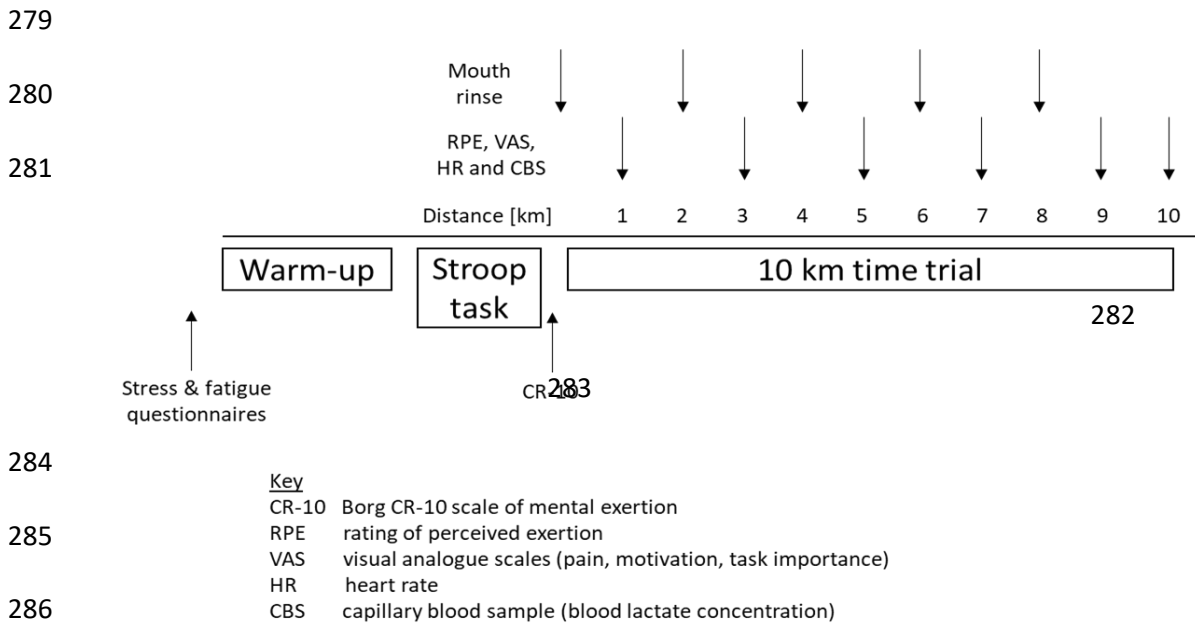 279
Mouth
rinse
280
RPE, VAS,
HR and CBS
281
Distance [km] 1 2 3 4 5 6 7 8 9 10
Warm-up
Stroop
task
10 km time trial
282
Stress & fatigue
questionnaires
CR-10
283
284
Key
CR-10 Borg CR-10 scale of mental exertion
RPE rating of perceived exertion
285
VAS visual analogue scales (pain, motivation, task importance)
HR heart rate
286
CBS capillary blood sample (blood lactate concentration)